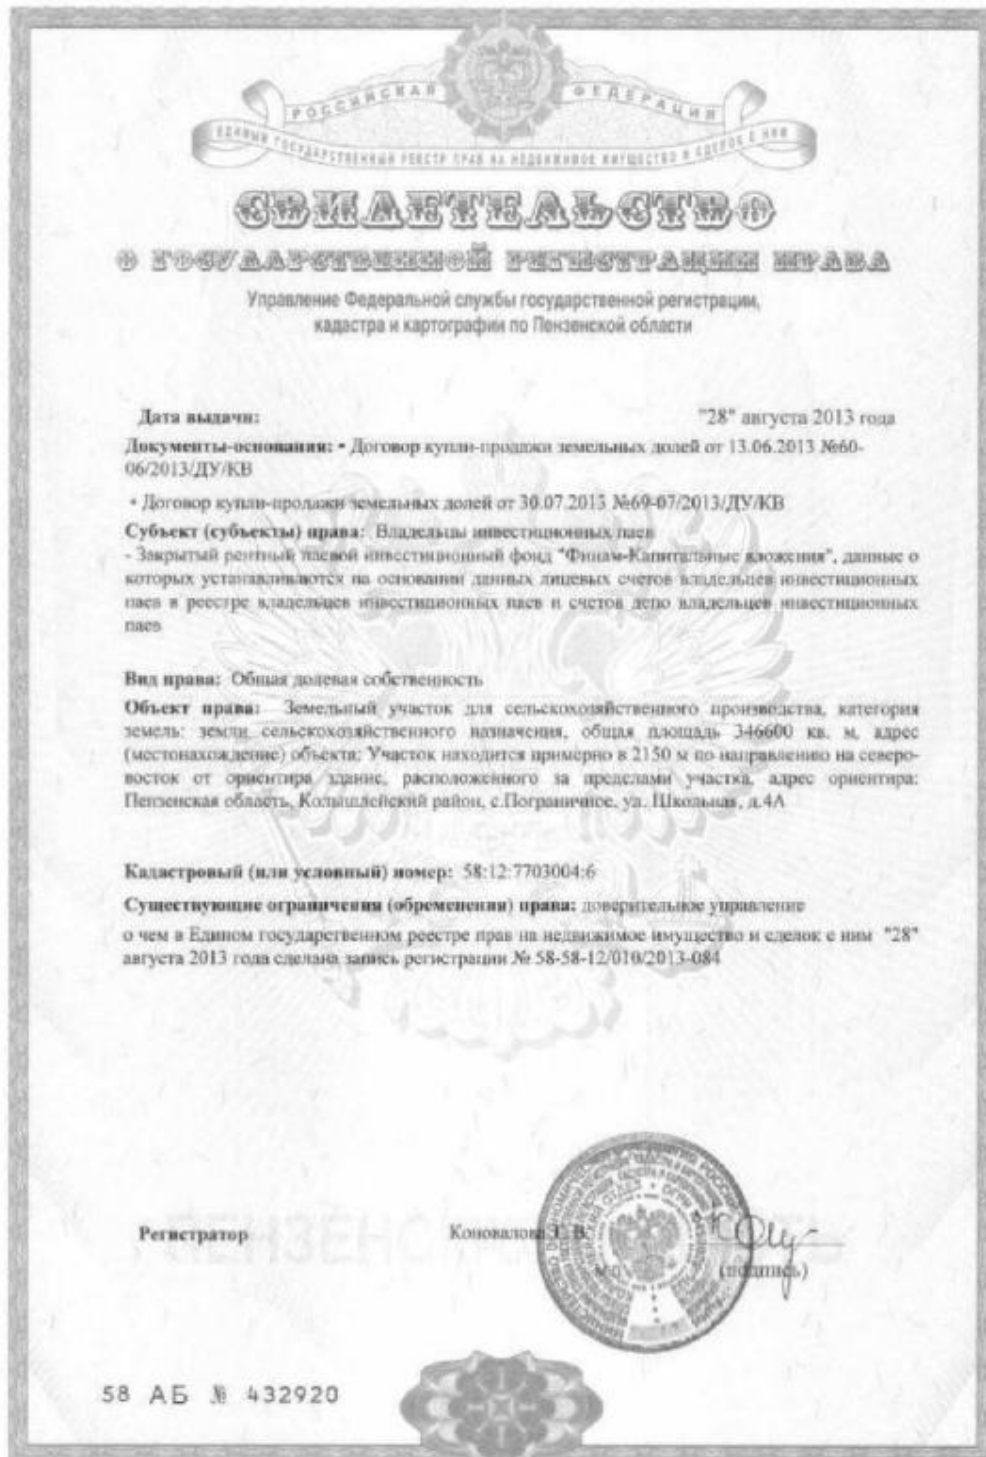 РОССИЙСКАЯ ФЕДЕРАЦИЯ
ЕДИНЫЙ ГОСУДАРСТВЕННЫЙ РЕЕСТР ПРАВ НА НЕДВИЖИМОЕ ИМУЩЕСТВО И СДЕЛОК С НИМ
СВИДЕТЕЛЬСТВО
О ГОСУДАРСТВЕННОЙ РЕГИСТРАЦИИ ПРАВА
Управление Федеральной службы государственной регистрации,
кадастра и картографии по Пензенской области
Дата выдачи: "28" августа 2013 года
Документы-основания: • Договор купли-продажи земельных долей от 13.06.2013 №60-
06/2013/ДУ/КВ
• Договор купли-продажи земельных долей от 30.07.2013 №69-07/2013/ДУ/КВ
Субъект (субъекты) права: Владельцы инвестиционных паев
- Закрытый рентный паевой инвестиционный фонд "Финам-Капитальные вложения", данные о
которых устанавливаются на основании данных лицевых счетов владельцев инвестиционных
паев в реестре владельцев инвестиционных паев и счетов депо владельцев инвестиционных
паев
Вид права: Общая долевая собственность
Объект права: Земельный участок для сельскохозяйственного производства, категория
земель: земли сельскохозяйственного назначения, общая площадь 346600 кв. м, адрес
(местонахождение) объекта: Участок находится примерно в 2150 м по направлению на северо-
восток от ориентира здание, расположенного за пределами участка, адрес ориентира:
Пензенская область, Колышлейский район, с.Пограничное, ул. Школьная, д.4А
Кадастровый (или условный) номер: 58:12:7703004:6
Существующие ограничения (обременения) права: доверительное управление
о чем в Едином государственном реестре прав на недвижимое имущество и сделок с ним "28"
августа 2013 года сделана запись регистрации № 58-58-12/010/2013-084
Регистратор Коновалова С. В.
м.п. (подпись)
58 АБ № 432920